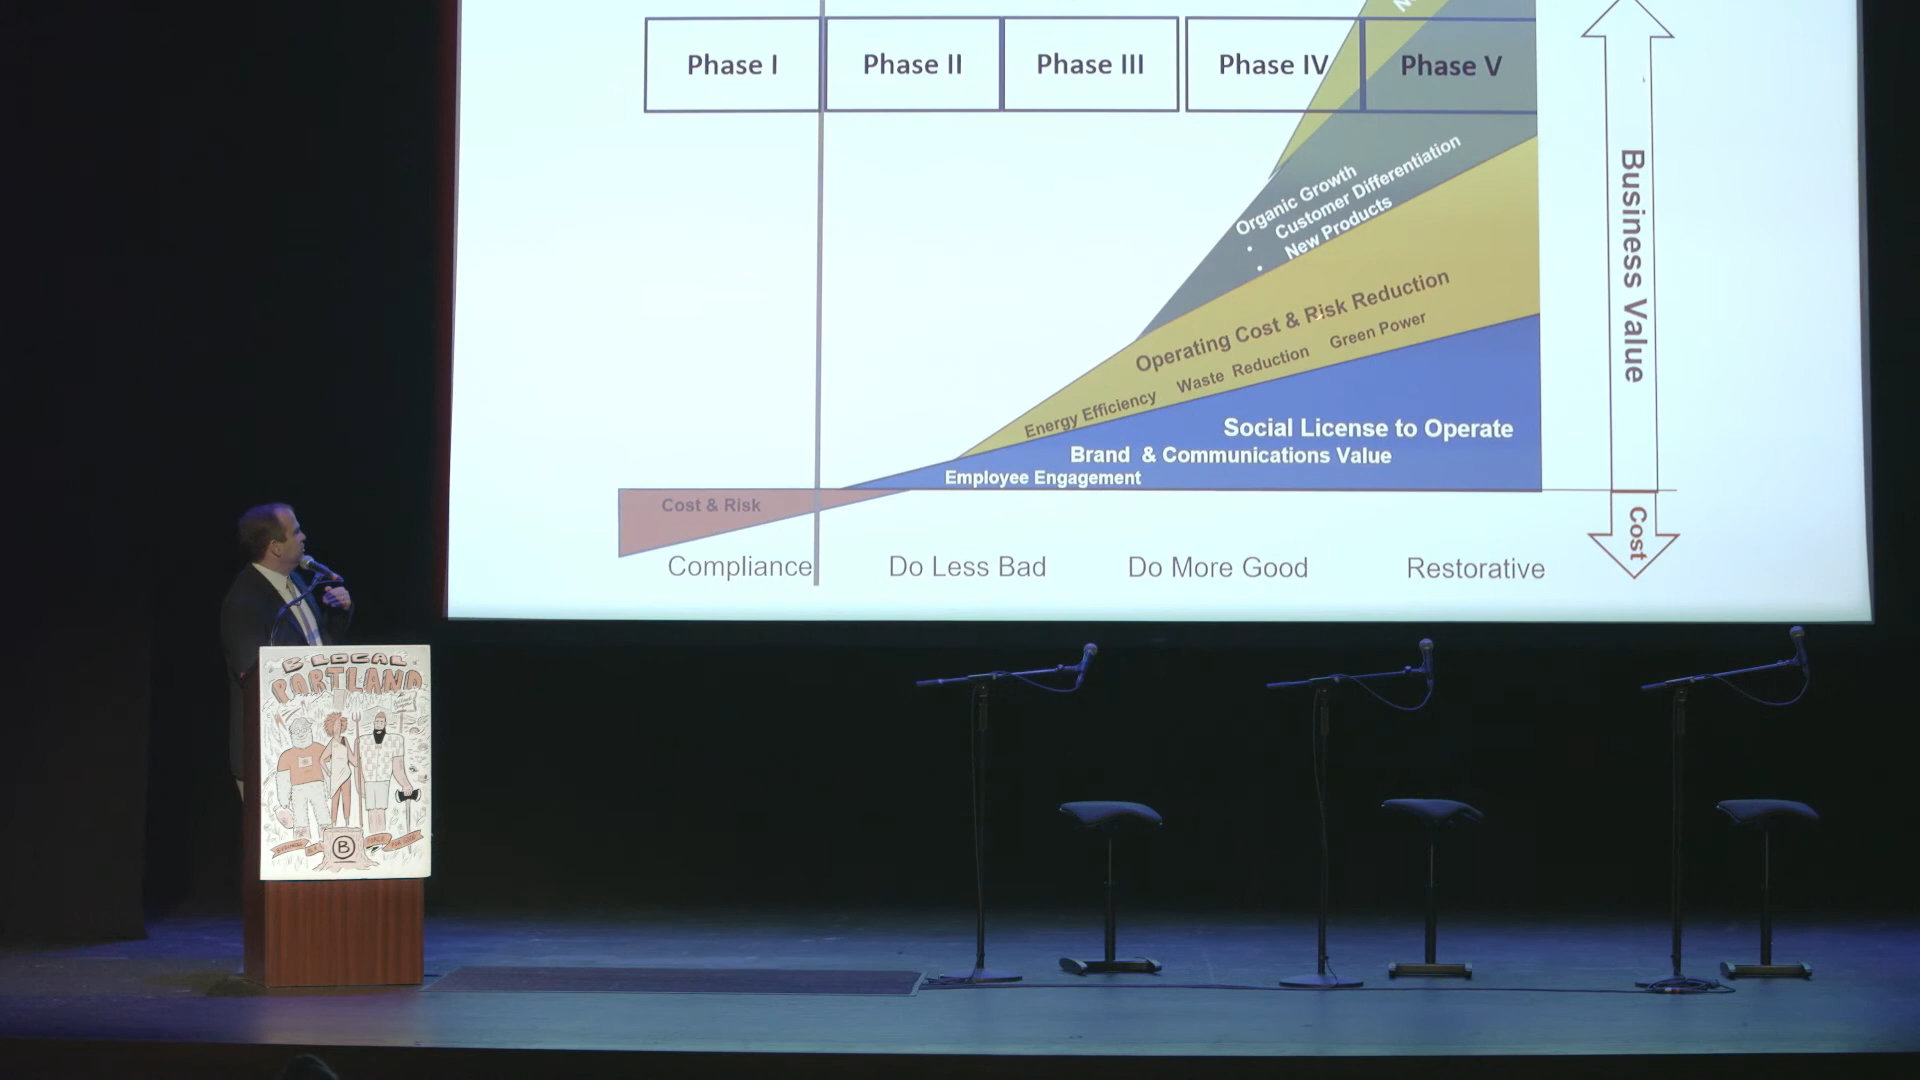 Phase I
Phase II
Phase III
Phase IV
Phase V
Organic Growth
• Customer Differentiation
• New Products
Operating Cost & Risk Reduction
Energy Efficiency Waste Reduction Green Power
Social License to Operate
Brand & Communications Value
Employee Engagement
Cost & Risk
Compliance
Do Less Bad
Do More Good
Restorative
Business Value
Cost
B LOCAL
PORTLAND
B